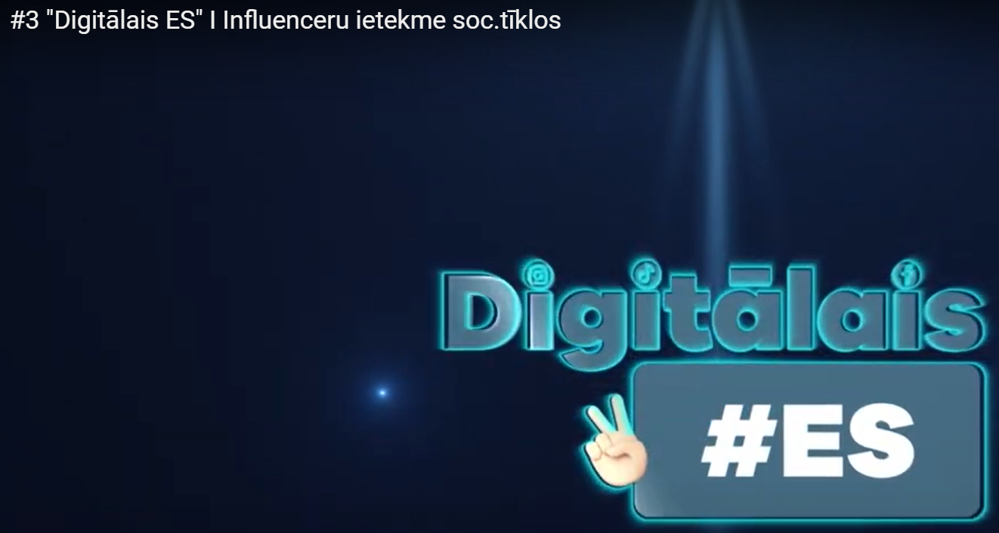 #3 "Digitālais ES" I Influenceru ietekme soc.tīklos
Digitālais
#ES